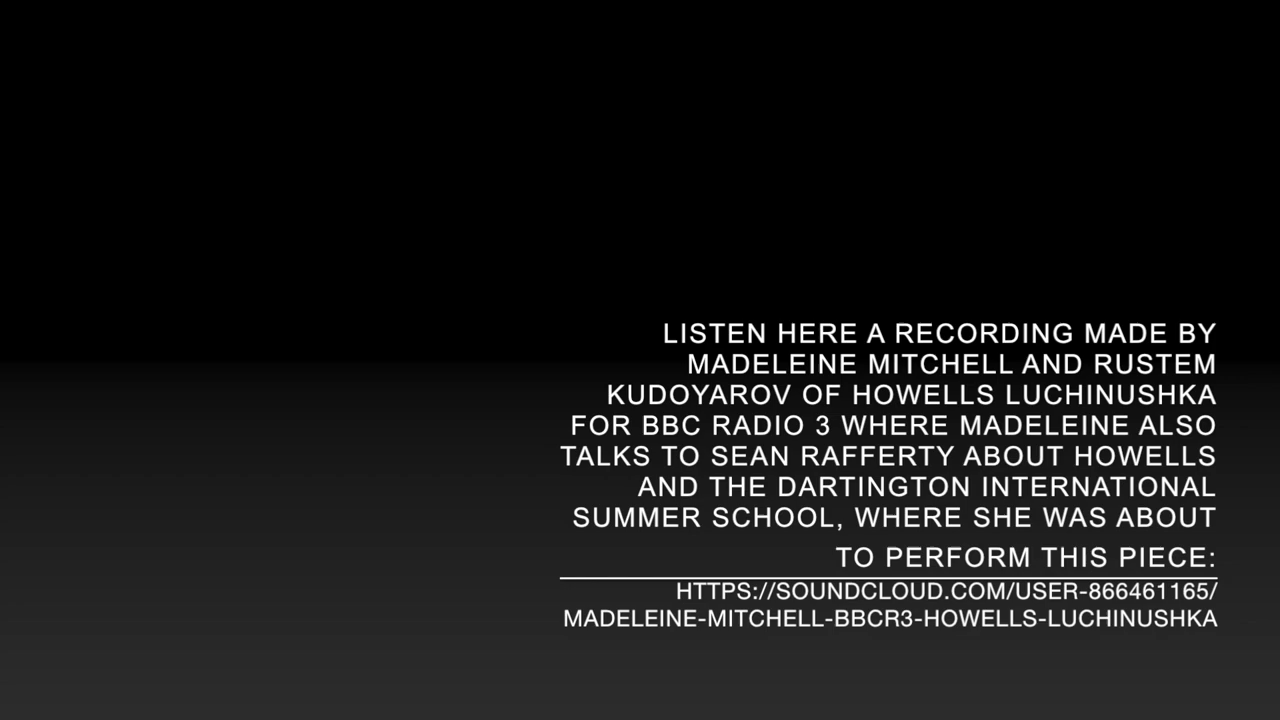 LISTEN HERE A RECORDING MADE BY
MADELEINE MITCHELL AND RUSTEM
KUDOYAROV OF HOWELLS LUCHINUSHKA
FOR BBC RADIO 3 WHERE MADELEINE ALSO
TALKS TO SEAN RAFFERTY ABOUT HOWELLS
AND THE DARTINGTON INTERNATIONAL
SUMMER SCHOOL, WHERE SHE WAS ABOUT
TO PERFORM THIS PIECE:
HTTPS://SOUNDCLOUD.COM/USER-866461165/
MADELEINE-MITCHELL-BBCR3-HOWELLS-LUCHINUSHKA